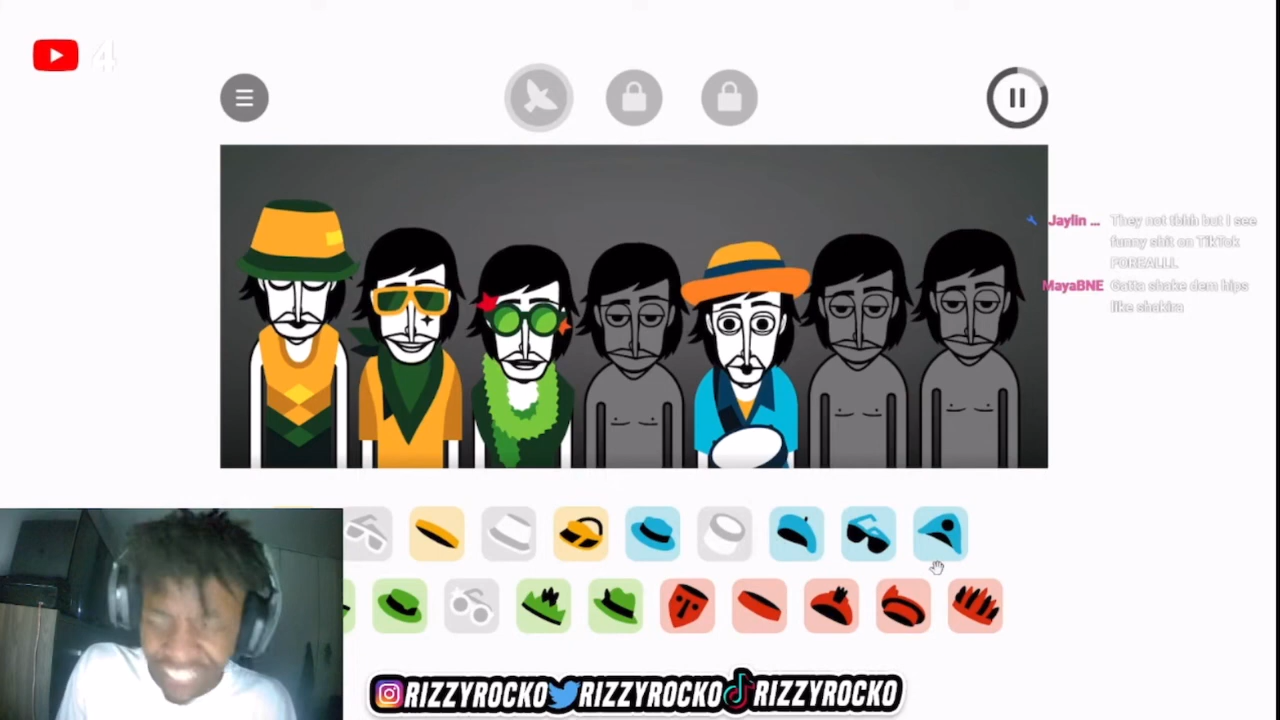 4
Jaylin ... They not tbhh but I see
funny shit on TikTok
FOREALLL
MayaBNE Gotta shake dem hips
like shakira
RIZZYROCKO RIZZYROCKO RIZZYROCKO